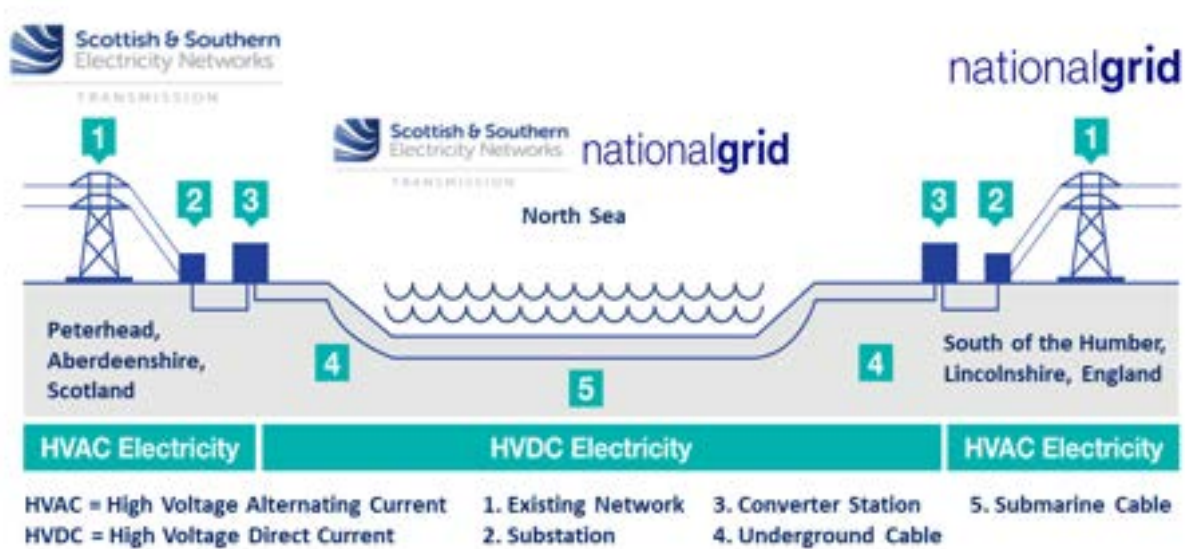 Scottish & Southern
Electricity Networks
TRANSMISSION
nationalgrid
1
Scottish & Southern
Electricity Networks
TRANSMISSION
nationalgrid
1
2
3
North Sea
3
2
Peterhead,
Aberdeenshire,
Scotland
4
5
4
South of the Humber,
Lincolnshire, England
HVAC Electricity
HVDC Electricity
HVAC Electricity
HVAC = High Voltage Alternating Current
HVDC = High Voltage Direct Current
1. Existing Network
2. Substation
3. Converter Station
4. Underground Cable
5. Submarine Cable